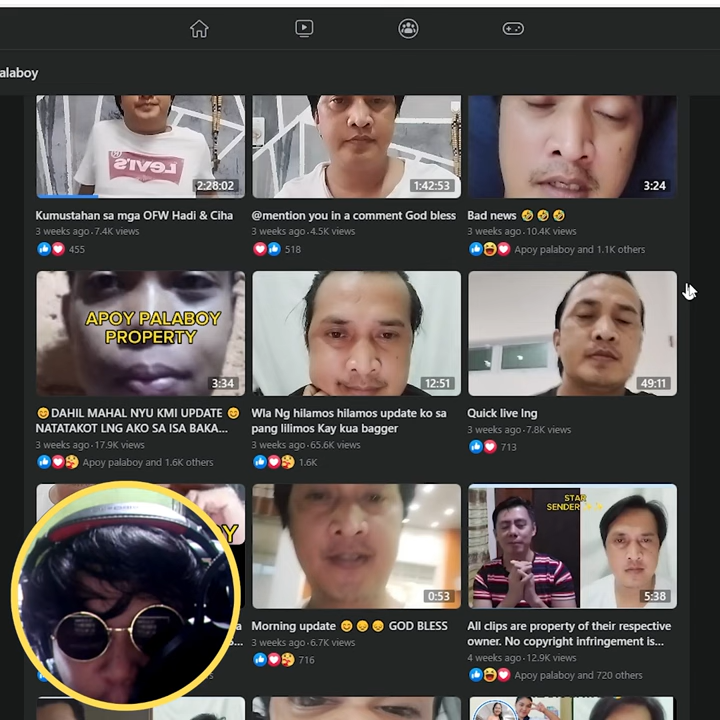 alaboy
LEVI'S
2:28:02
1:42:53
3:24
Kumustahan sa mga OFW Hadi & Ciha
@mention you in a comment God bless
Bad news 🤣 🤣 🤣
3 weeks ago · 7.4K views
3 weeks ago · 4.5K views
3 weeks ago · 10.4K views
455
518
Apoy palaboy and 1.1K others
APOY PALABOY
PROPERTY
3:34
12:51
49:11
😊DAHIL MAHAL NYU KMI UPDATE 😊
NATATAKOT LNG AKO SA ISA BAKA...
Wla Ng hilamos hilamos update ko sa
pang lilimos Kay kua bagger
Quick live lng
3 weeks ago · 17.9K views
3 weeks ago · 65.6K views
3 weeks ago · 7.8K views
Apoy palaboy and 1.6K others
1.6K
713
OY
0:53
STAR
SENDER
5:38
Morning update 😊 😞 😞 GOD BLESS
All clips are property of their respective
owner. No copyright infringement is...
3 weeks ago · 6.7K views
4 weeks ago · 12.9K views
716
Apoy palaboy and 720 others